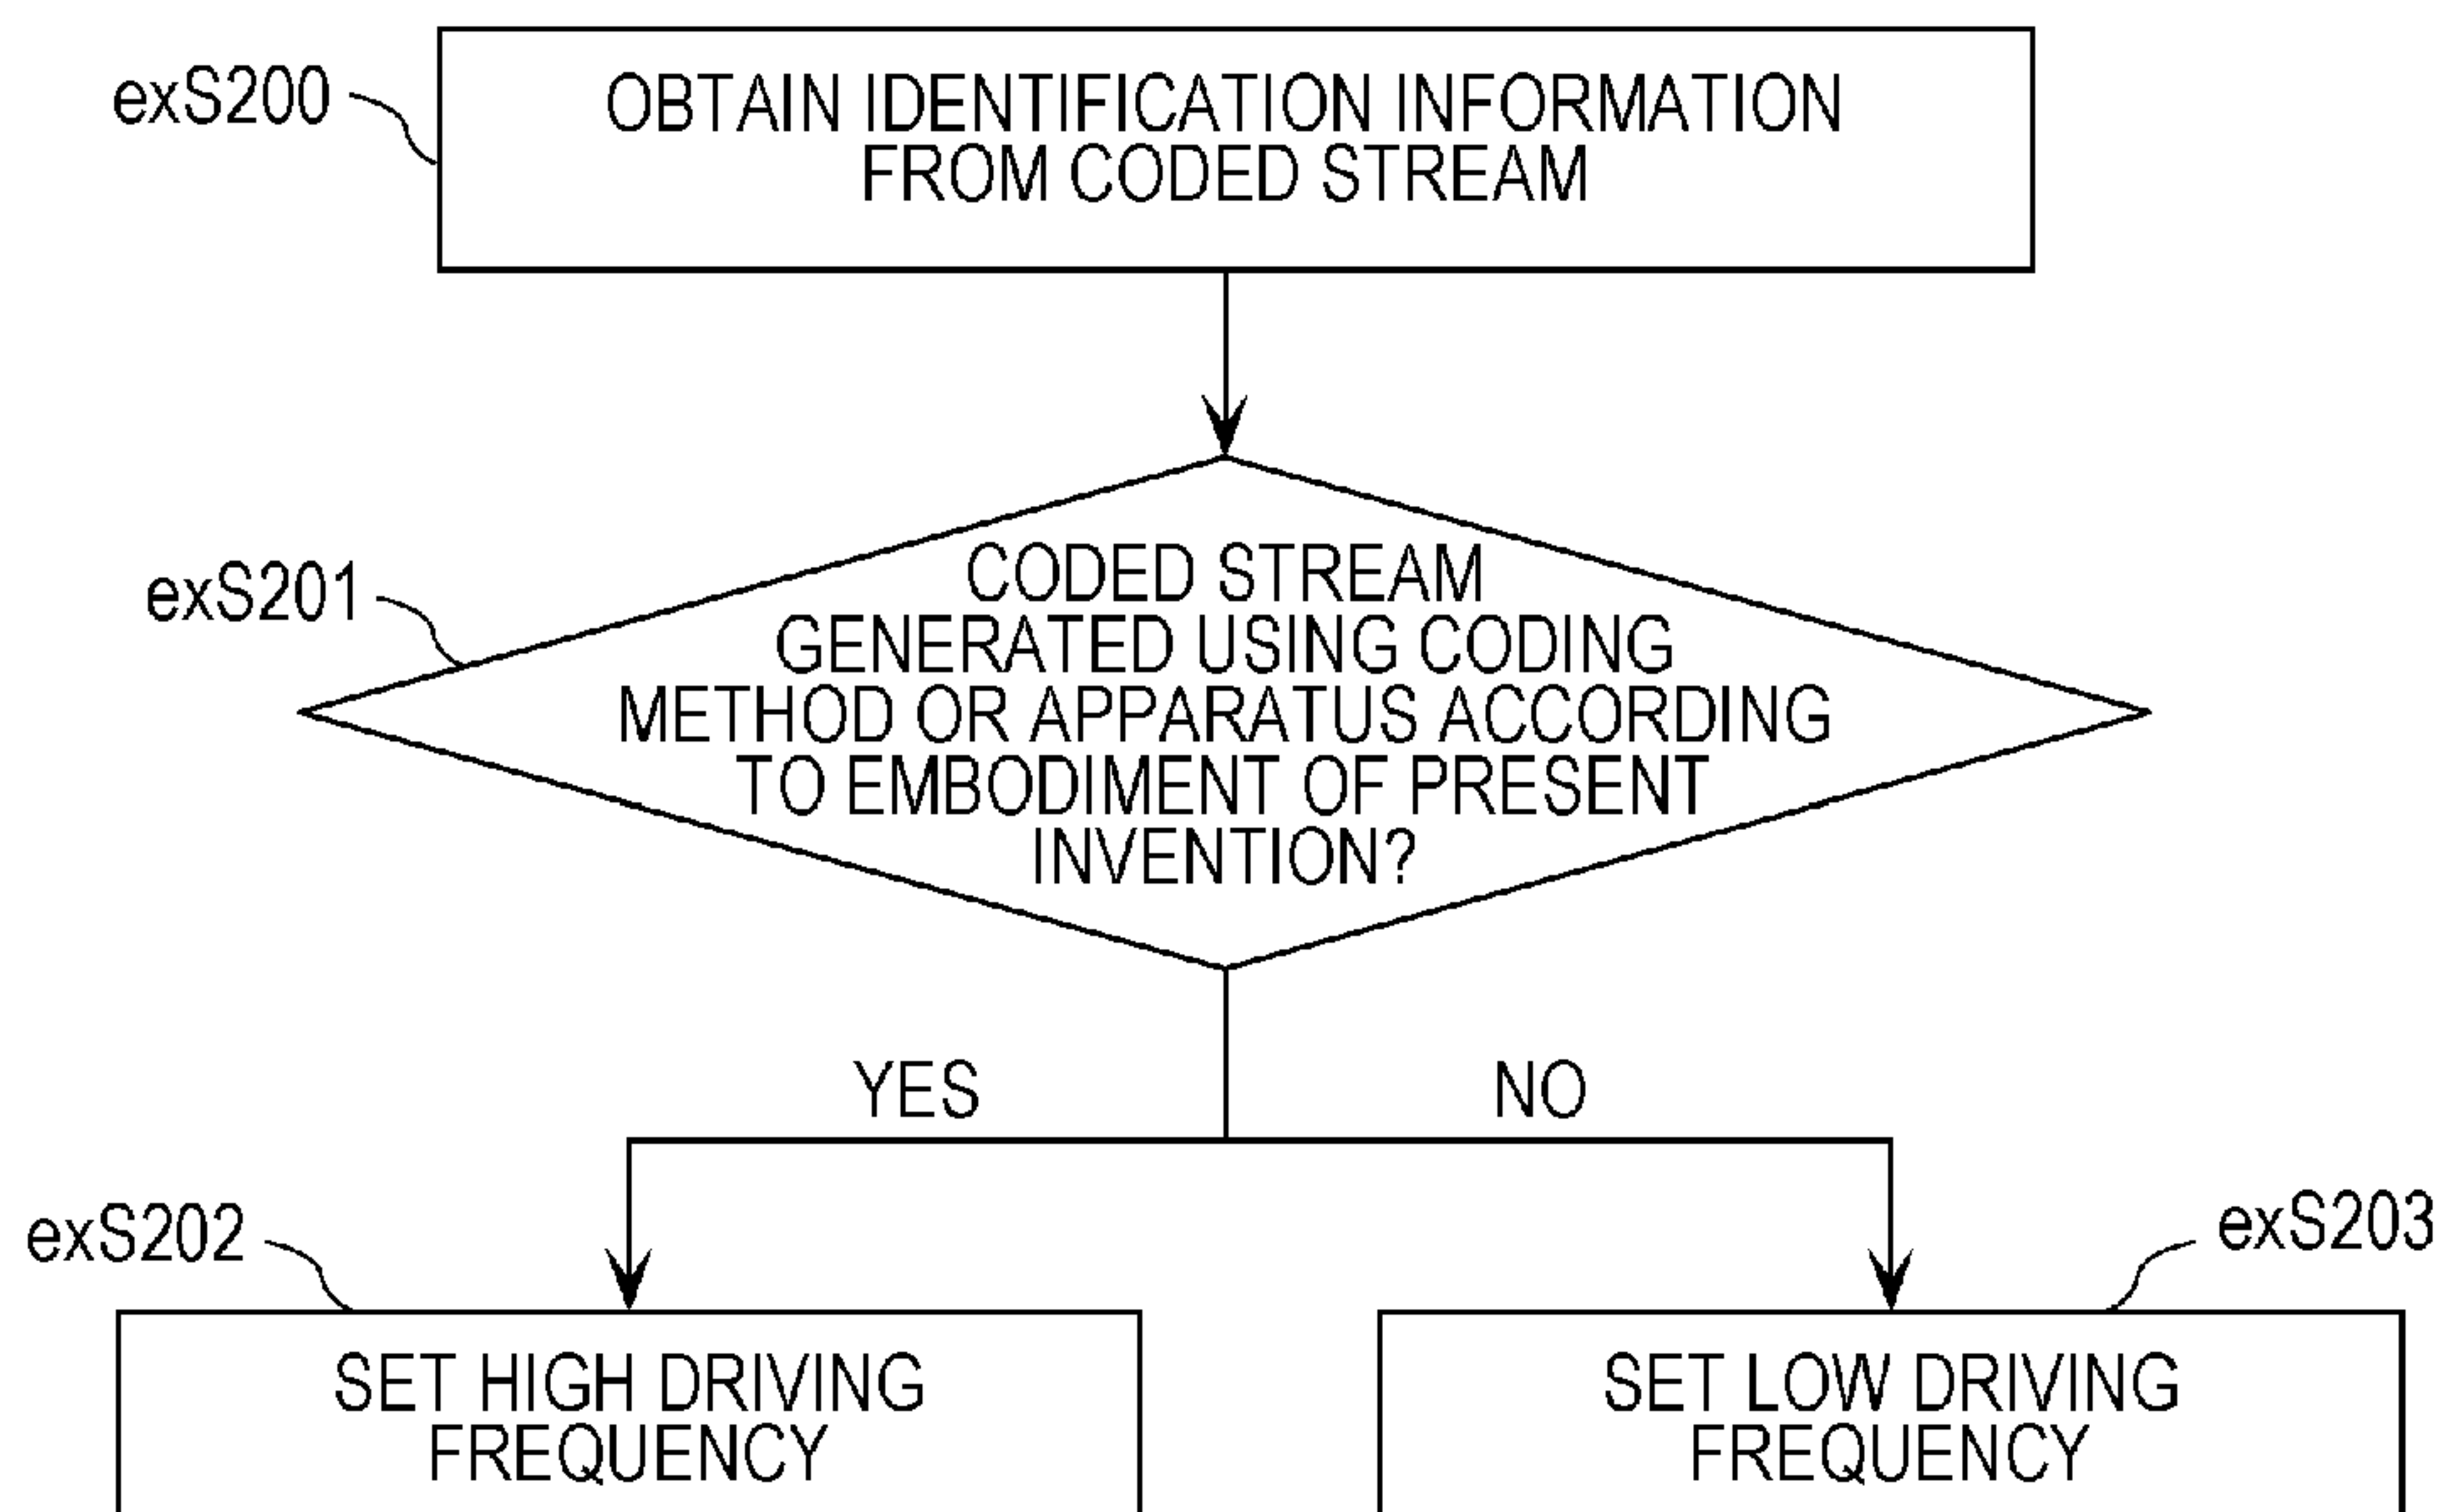 exS200
OBTAIN IDENTIFICATION INFORMATION
FROM CODED STREAM
exS201
CODED STREAM
GENERATED USING CODING
METHOD OR APPARATUS ACCORDING
TO EMBODIMENT OF PRESENT
INVENTION?
YES
NO
exS202
exS203
SET HIGH DRIVING
FREQUENCY
SET LOW DRIVING
FREQUENCY